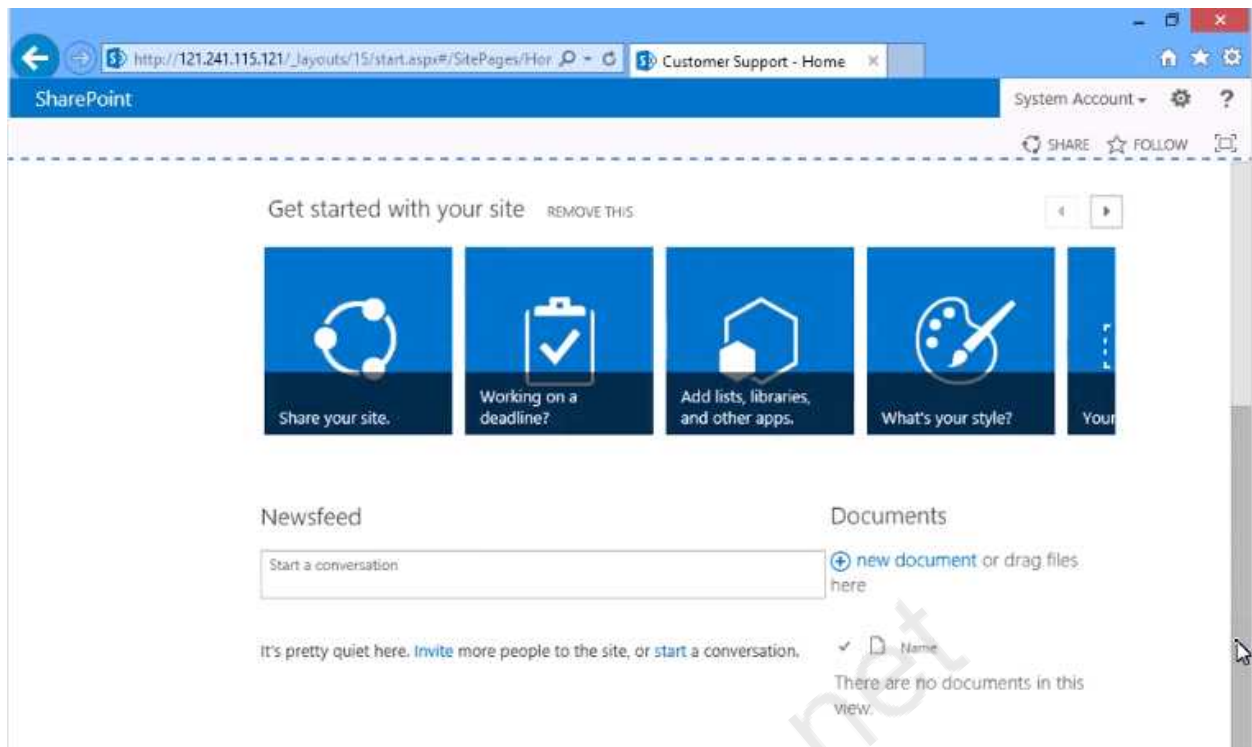 http://121.241.115.121/_layouts/15/start.aspx#/SitePages/Hor
Customer Support - Home
SharePoint
System Account
?
SHARE FOLLOW
Get started with your site REMOVE THIS
Share your site.
Working on a
deadline?
Add lists, libraries,
and other apps.
What's your style?
Your
Newsfeed
Start a conversation
It's pretty quiet here. Invite more people to the site, or start a conversation.
Documents
new document or drag files
here
Name
There are no documents in this
view.
net